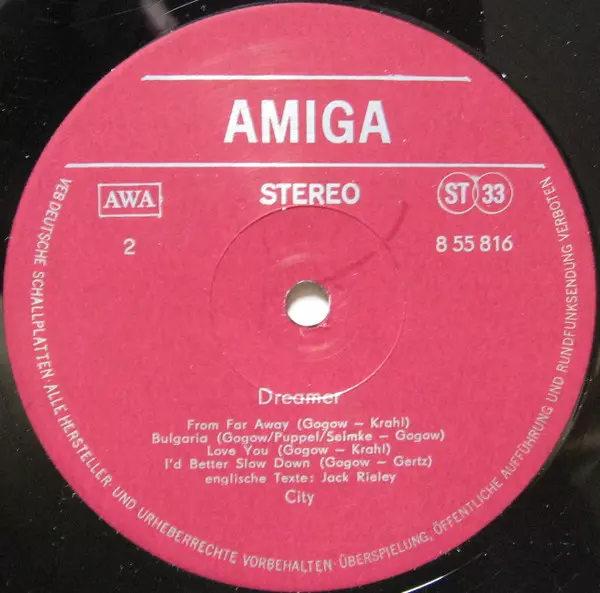 AMIGA
AWA
STEREO
ST 33
2
8 55 816
Dreamer
From Far Away (Gogow – Krahl)
Bulgaria (Gogow/Puppel/Seimke – Gogow)
Love You (Gogow – Krahl)
I'd Better Slow Down (Gogow – Gertz)
englische Texte: Jack Rieley
City
VEB DEUTSCHE SCHALLPLATTEN · ALLE HERSTELLER- UND URHEBERRECHTE VORBEHALTEN · ÜBERSPIELUNG, ÖFFENTLICHE AUFFÜHRUNG UND RUNDFUNKSENDUNG VERBOTEN